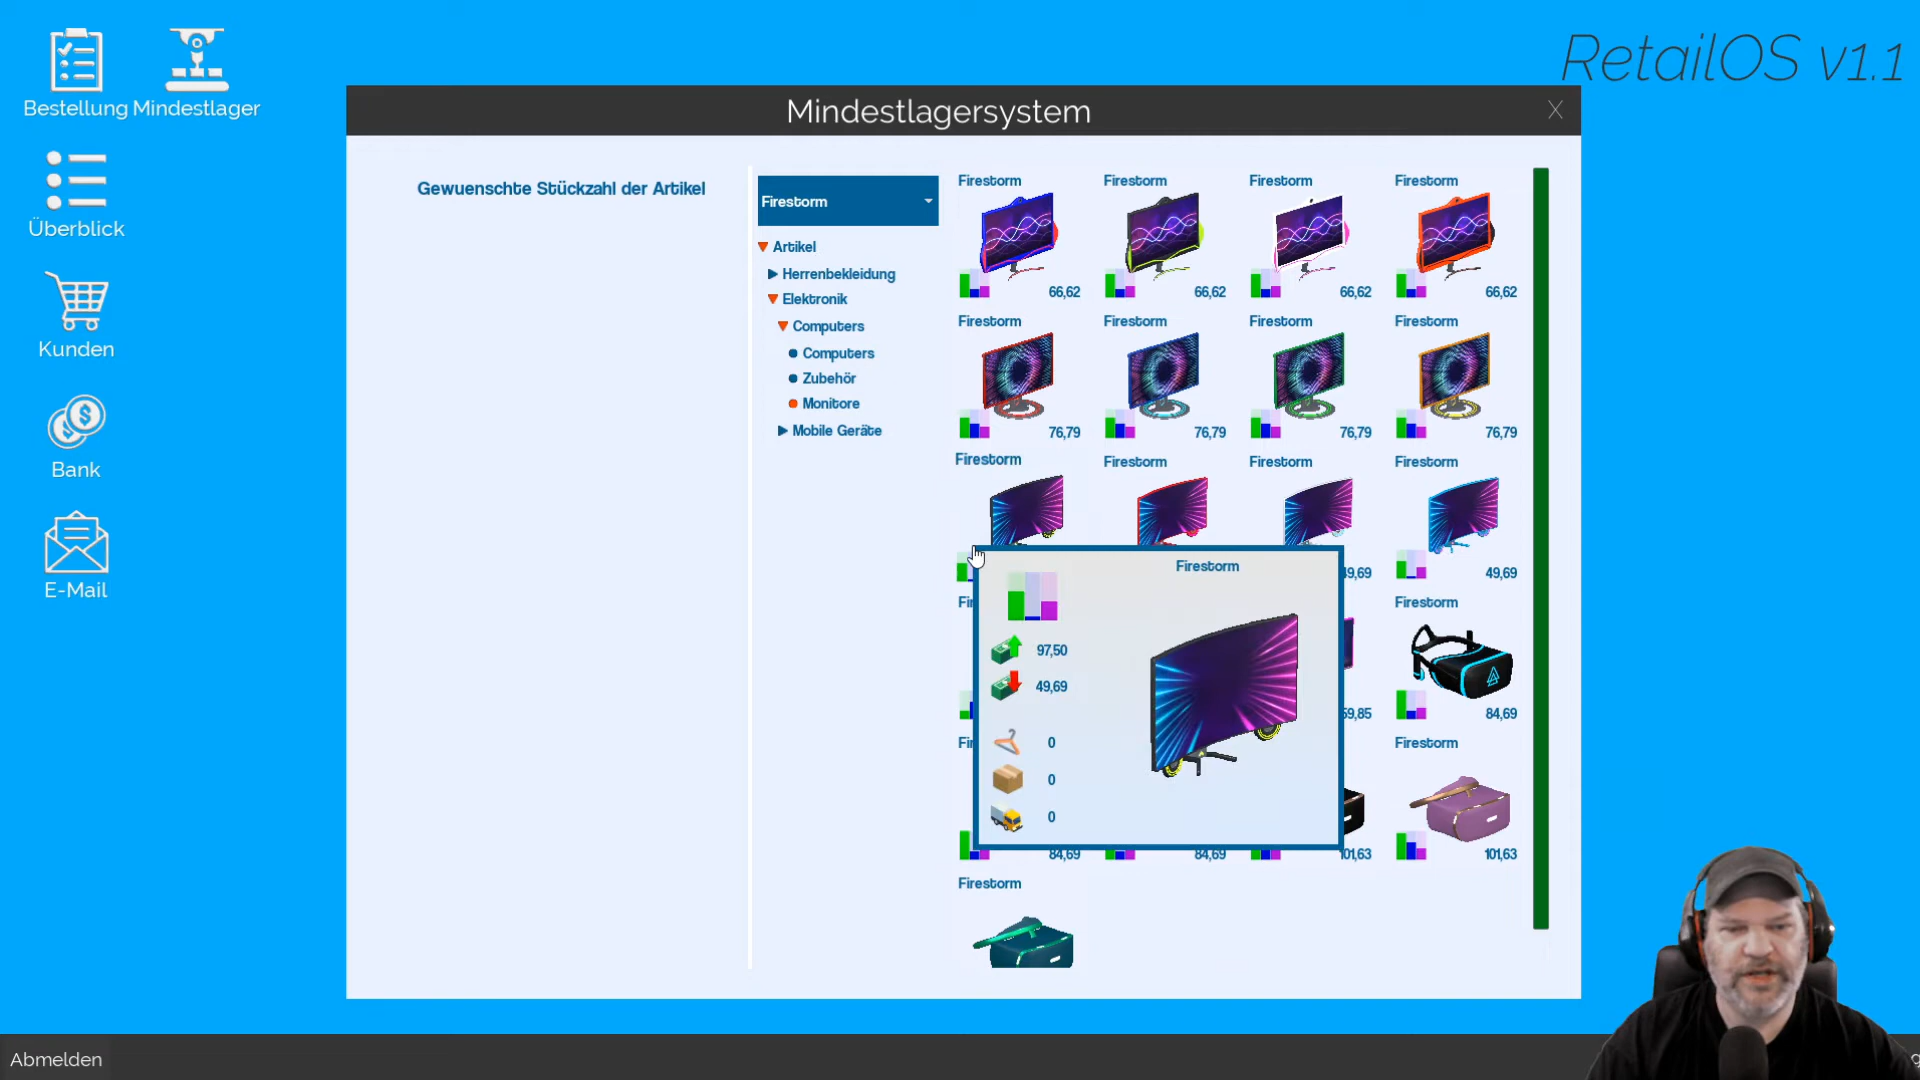 RetailOS v1.1
Bestellung
Mindestlager
Überblick
Kunden
Bank
E-Mail
Mindestlagersystem
X
Gewuenschte Stückzahl der Artikel
Firestorm
Artikel
Herrenbekleidung
Elektronik
Computers
Computers
Zubehör
Monitore
Mobile Geräte
Firestorm Firestorm Firestorm Firestorm
66,62 66,62 66,62 66,62
Firestorm Firestorm Firestorm Firestorm
76,79 76,79 76,79 76,79
Firestorm Firestorm Firestorm Firestorm
49,69 49,69
Firestorm
97,50
49,69
0
0
0
Fi Firestorm
59,85 84,69
Fi Firestorm
84,69 84,69 101,63 101,63
Firestorm
Abmelden